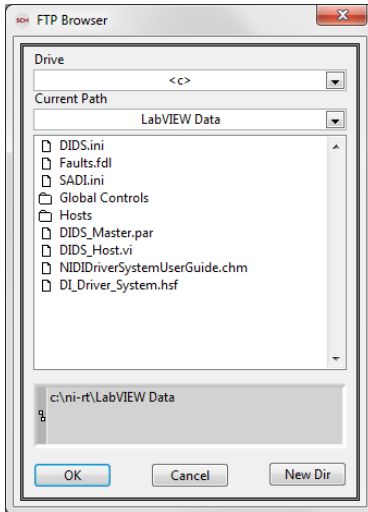 SCH FTP Browser
Drive
<c>
Current Path
LabVIEW Data
DIDS.ini
Faults.fdl
SADI.ini
Global Controls
Hosts
DIDS_Master.par
DIDS_Host.vi
NIDIDriverSystemUserGuide.chm
DI_Driver_System.hsf
c:\ni-rt\LabVIEW Data
OK Cancel New Dir